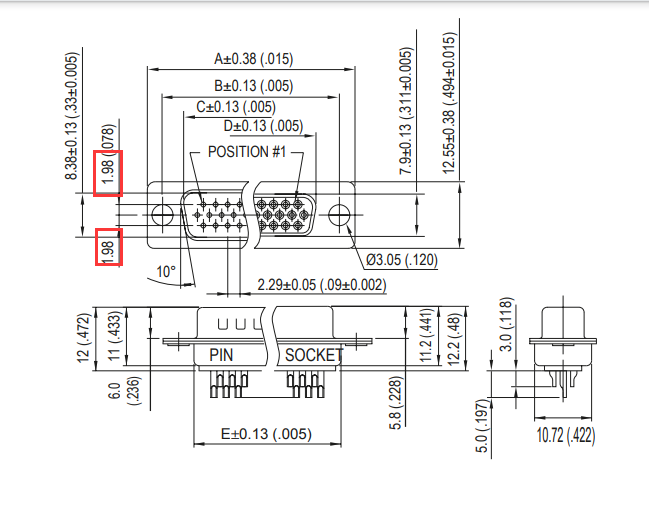 A±0.38 (.015)
B±0.13 (.005)
C±0.13 (.005)
D±0.13 (.005)
POSITION #1
8.38±0.13 (.33±0.005)
1.98 (.078)
1.98
7.9±0.13 (.311±0.005)
12.55±0.38 (.494±0.015)
Ø3.05 (.120)
10°
2.29±0.05 (.09±0.002)
12 (.472)
11 (.433)
6.0
(.236)
PIN
SOCKET
E±0.13 (.005)
5.8 (.228)
11.2 (.441)
12.2 (.48)
3.0 (.118)
5.0 (.197)
10.72 (.422)